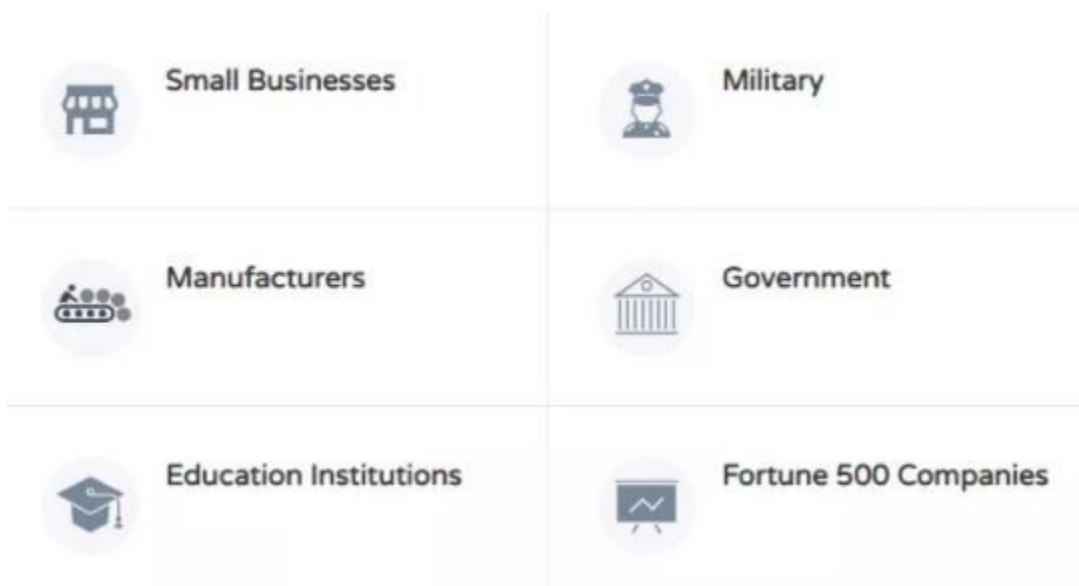 Small Businesses
Military
Manufacturers
Government
Education Institutions
Fortune 500 Companies